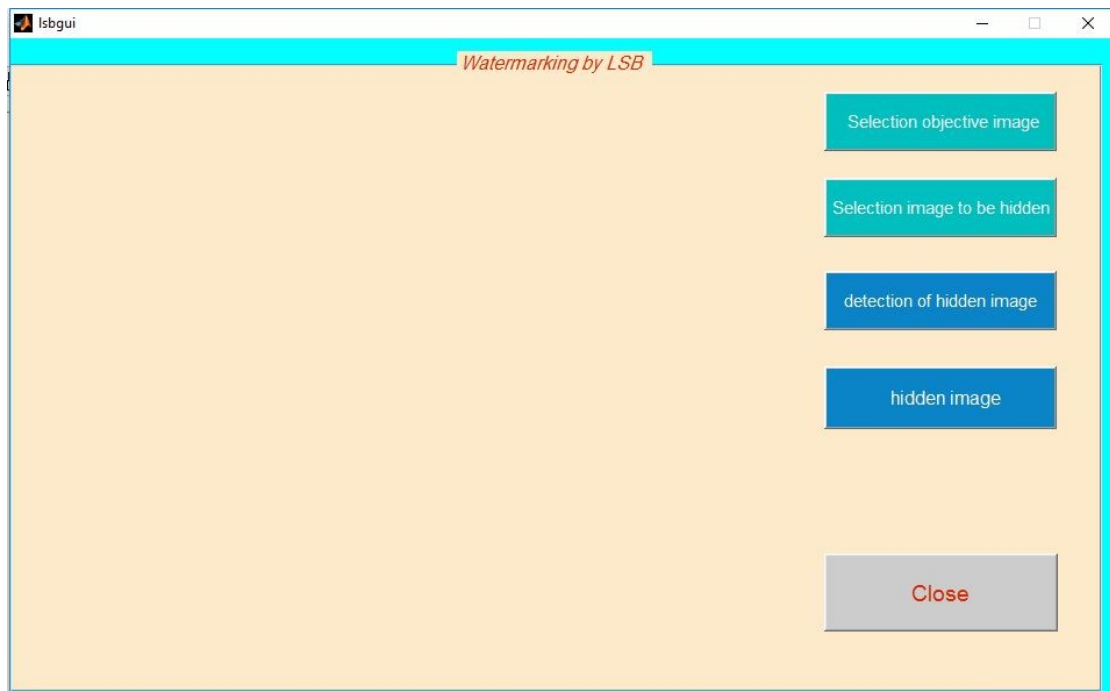 lsbgui
Watermarking by LSB
Selection objective image
Selection image to be hidden
detection of hidden image
hidden image
Close